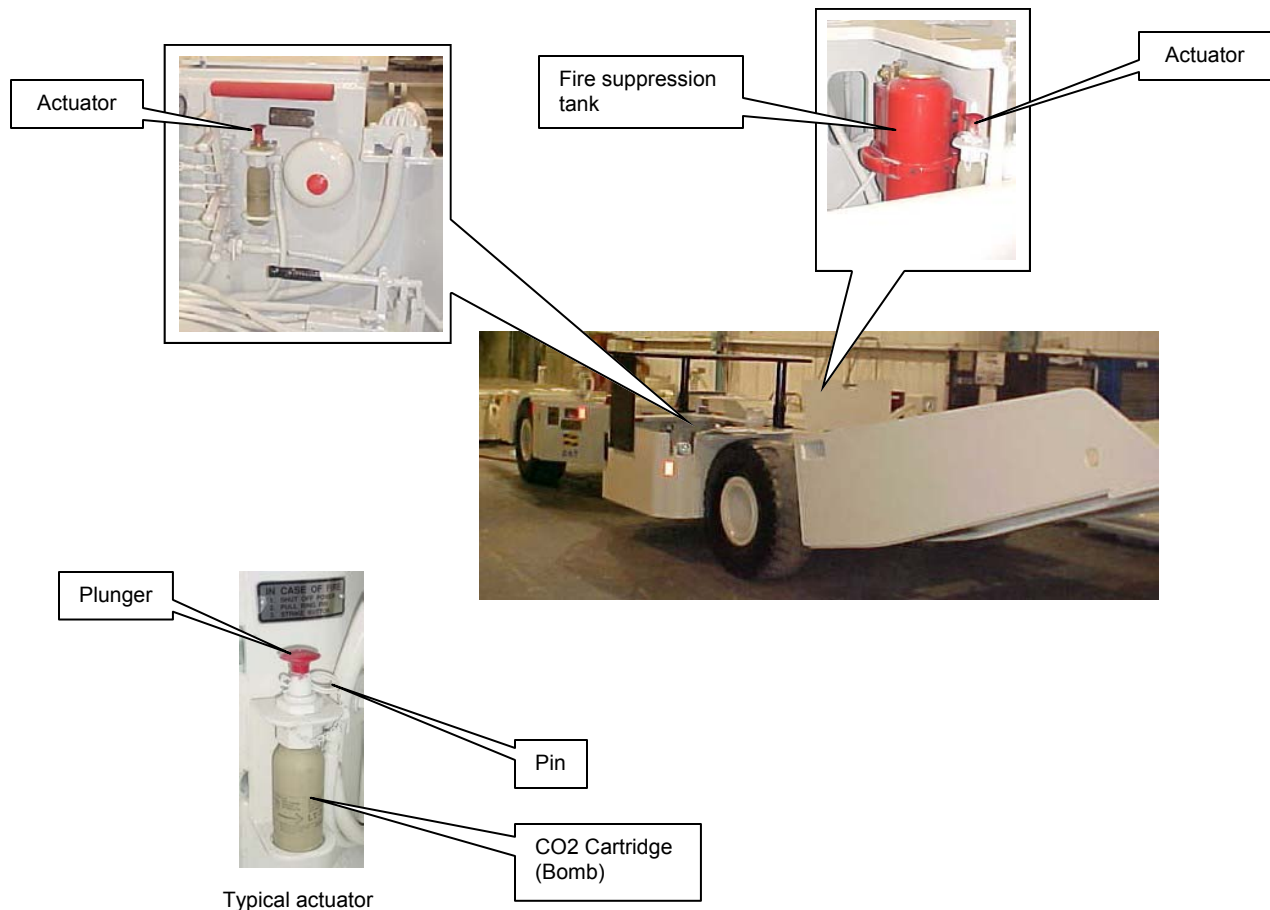 Actuator
Fire suppression
tank
Actuator
Plunger
IN CASE OF FIRE
1. SHUT OFF POWER
2. PULL RING PIN
3. STRIKE BUTTON
Pin
CO2 Cartridge
(Bomb)
Typical actuator